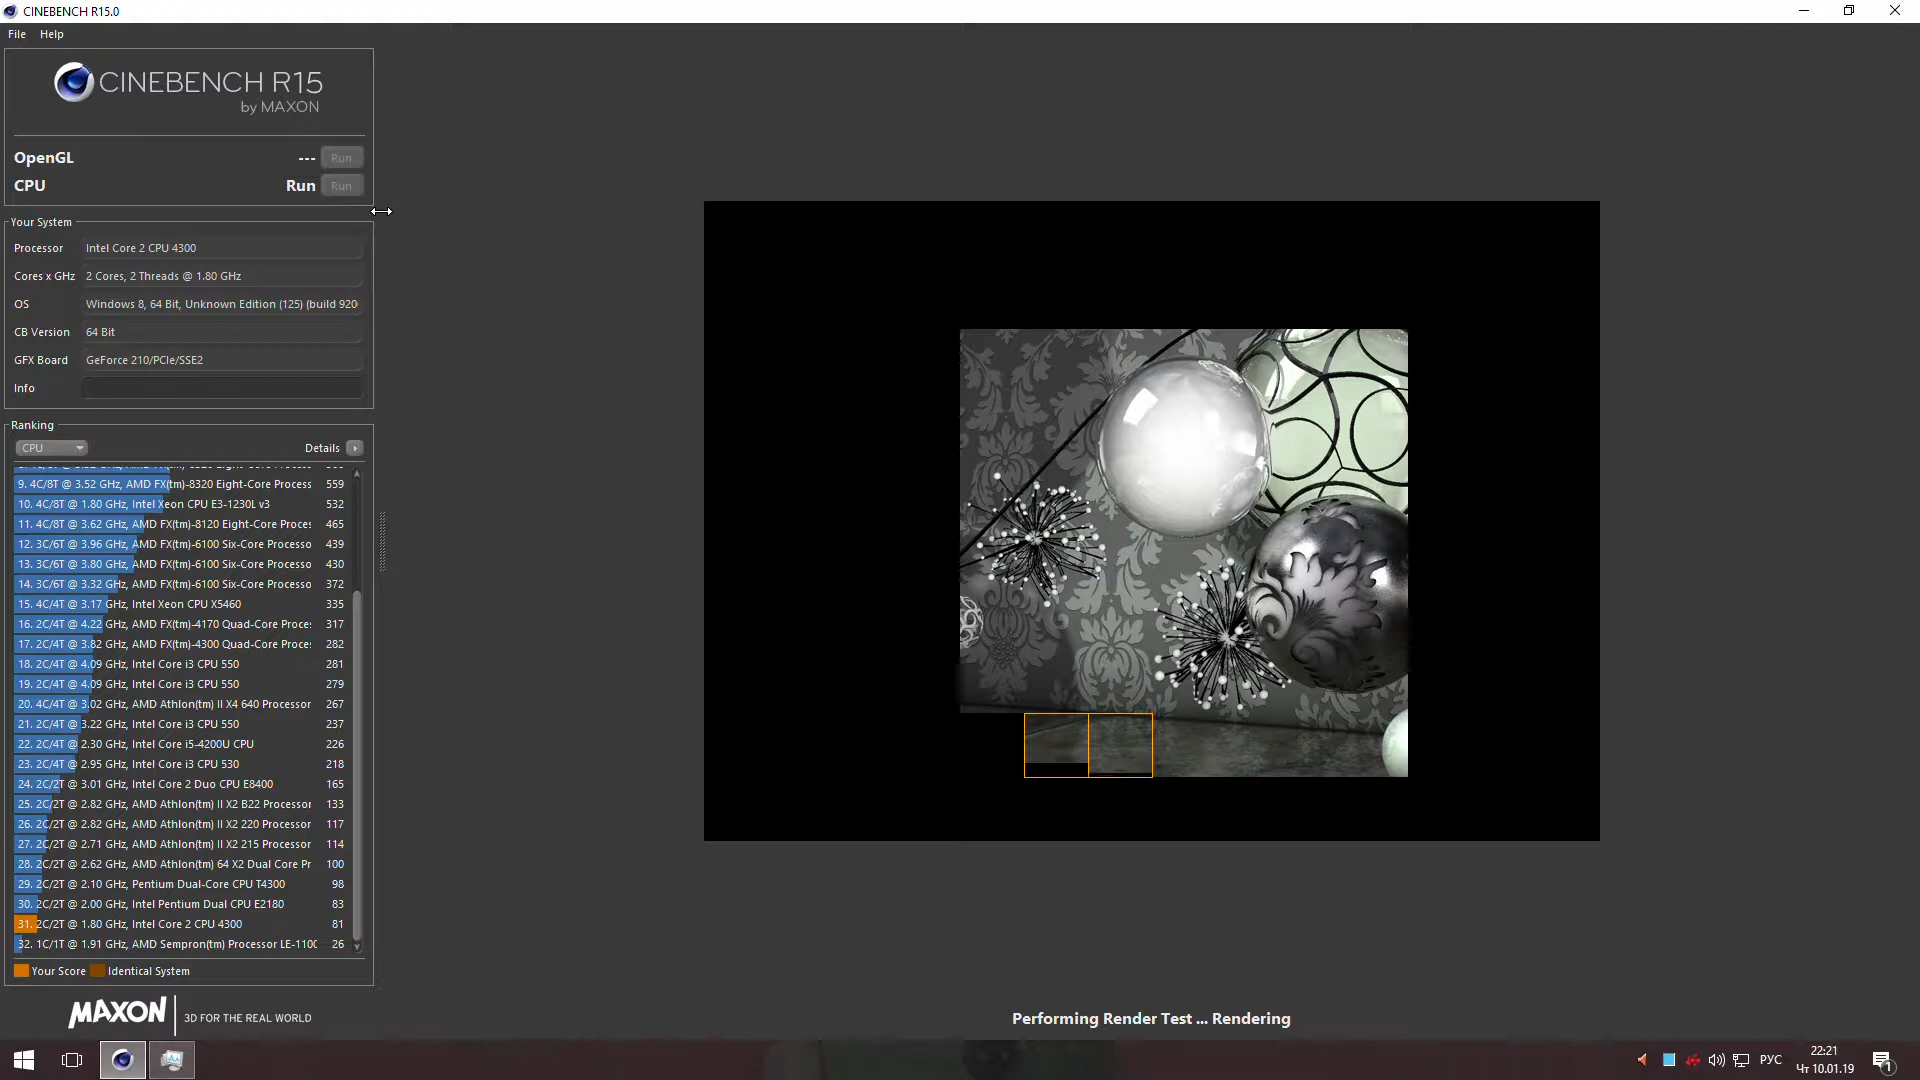 CINEBENCH R15.0
File Help
CINEBENCH R15
by MAXON
OpenGL --- Run
CPU Run Run
Your System
Processor Intel Core 2 CPU 4300
Cores x GHz 2 Cores, 2 Threads @ 1.80 GHz
OS Windows 8, 64 Bit, Unknown Edition (125) (build 920
CB Version 64 Bit
GFX Board GeForce 210/PCIe/SSE2
Info
Ranking
CPU Details
9. 4C/8T @ 3.52 GHz, AMD FX(tm)-8320 Eight-Core Process 559
10. 4C/8T @ 1.80 GHz, Intel Xeon CPU E3-1230L v3 532
11. 4C/8T @ 3.62 GHz, AMD FX(tm)-8120 Eight-Core Proces 465
12. 3C/6T @ 3.96 GHz, AMD FX(tm)-6100 Six-Core Processo 439
13. 3C/6T @ 3.80 GHz, AMD FX(tm)-6100 Six-Core Processo 430
14. 3C/6T @ 3.32 GHz, AMD FX(tm)-6100 Six-Core Processo 372
15. 4C/4T @ 3.17 GHz, Intel Xeon CPU X5460 335
16. 2C/4T @ 4.22 GHz, AMD FX(tm)-4170 Quad-Core Proces 317
17. 2C/4T @ 3.82 GHz, AMD FX(tm)-4300 Quad-Core Proces 282
18. 2C/4T @ 4.09 GHz, Intel Core i3 CPU 550 281
19. 2C/4T @ 4.09 GHz, Intel Core i3 CPU 550 279
20. 4C/4T @ 3.02 GHz, AMD Athlon(tm) II X4 640 Processor 267
21. 2C/4T @ 3.22 GHz, Intel Core i3 CPU 550 237
22. 2C/4T @ 2.30 GHz, Intel Core i5-4200U CPU 226
23. 2C/4T @ 2.95 GHz, Intel Core i3 CPU 530 218
24. 2C/2T @ 3.01 GHz, Intel Core 2 Duo CPU E8400 165
25. 2C/2T @ 2.82 GHz, AMD Athlon(tm) II X2 B22 Processor 133
26. 2C/2T @ 2.82 GHz, AMD Athlon(tm) II X2 220 Processor 117
27. 2C/2T @ 2.71 GHz, AMD Athlon(tm) II X2 215 Processor 114
28. 2C/2T @ 2.62 GHz, AMD Athlon(tm) 64 X2 Dual Core Pr 100
29. 2C/2T @ 2.10 GHz, Pentium Dual-Core CPU T4300 98
30. 2C/2T @ 2.00 GHz, Intel Pentium Dual CPU E2180 83
31. 2C/2T @ 1.80 GHz, Intel Core 2 CPU 4300 81
32. 1C/1T @ 1.91 GHz, AMD Sempron(tm) Processor LE-1100 26
Your Score Identical System
MAXON 3D FOR THE REAL WORLD
Performing Render Test ... Rendering
РУС
22:21
Чт 10.01.19
1